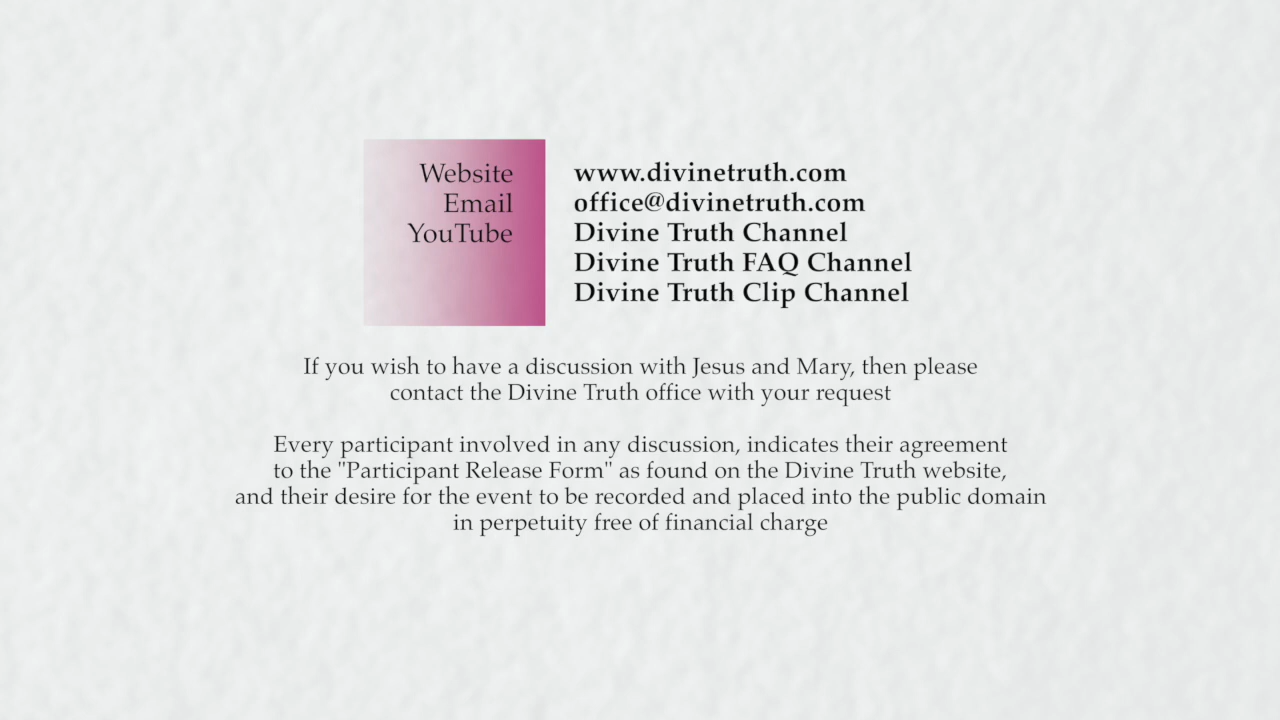 Website www.divinetruth.com
Email office@divinetruth.com
YouTube Divine Truth Channel
Divine Truth FAQ Channel
Divine Truth Clip Channel
If you wish to have a discussion with Jesus and Mary, then please
contact the Divine Truth office with your request
Every participant involved in any discussion, indicates their agreement
to the "Participant Release Form" as found on the Divine Truth website,
and their desire for the event to be recorded and placed into the public domain
in perpetuity free of financial charge